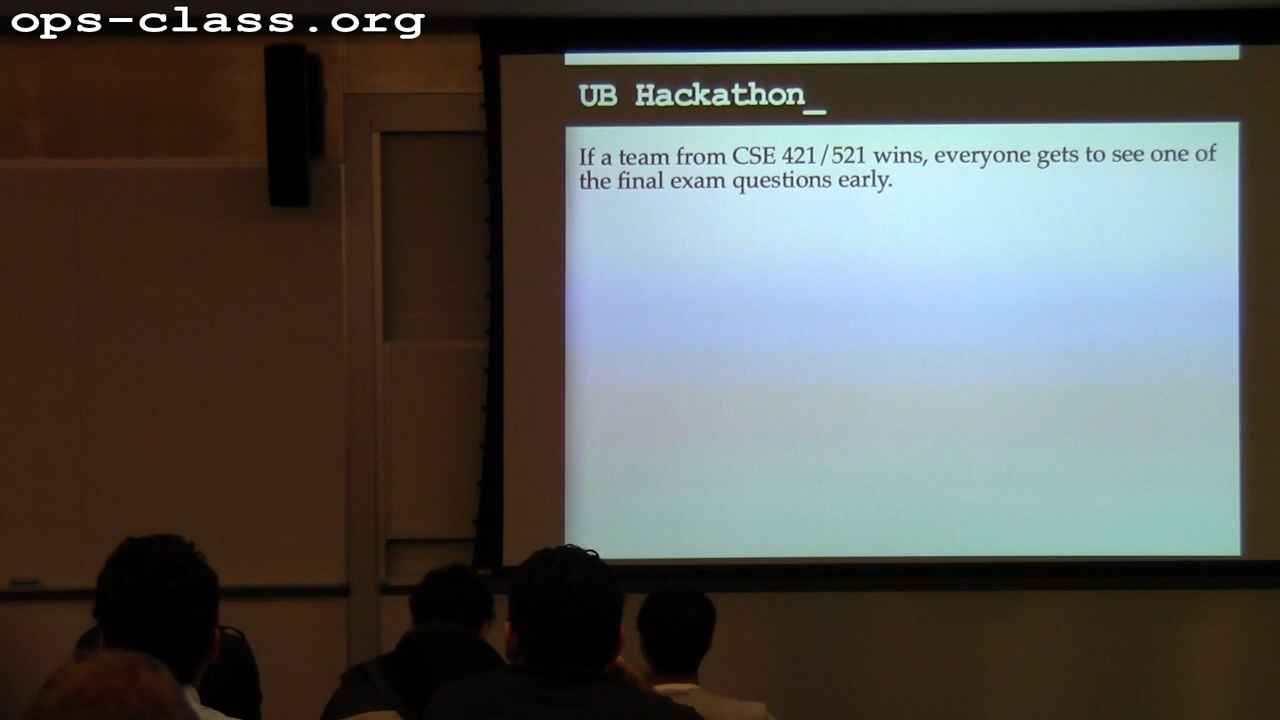 ops-class.org
UB Hackathon_
If a team from CSE 421/521 wins, everyone gets to see one of
the final exam questions early.